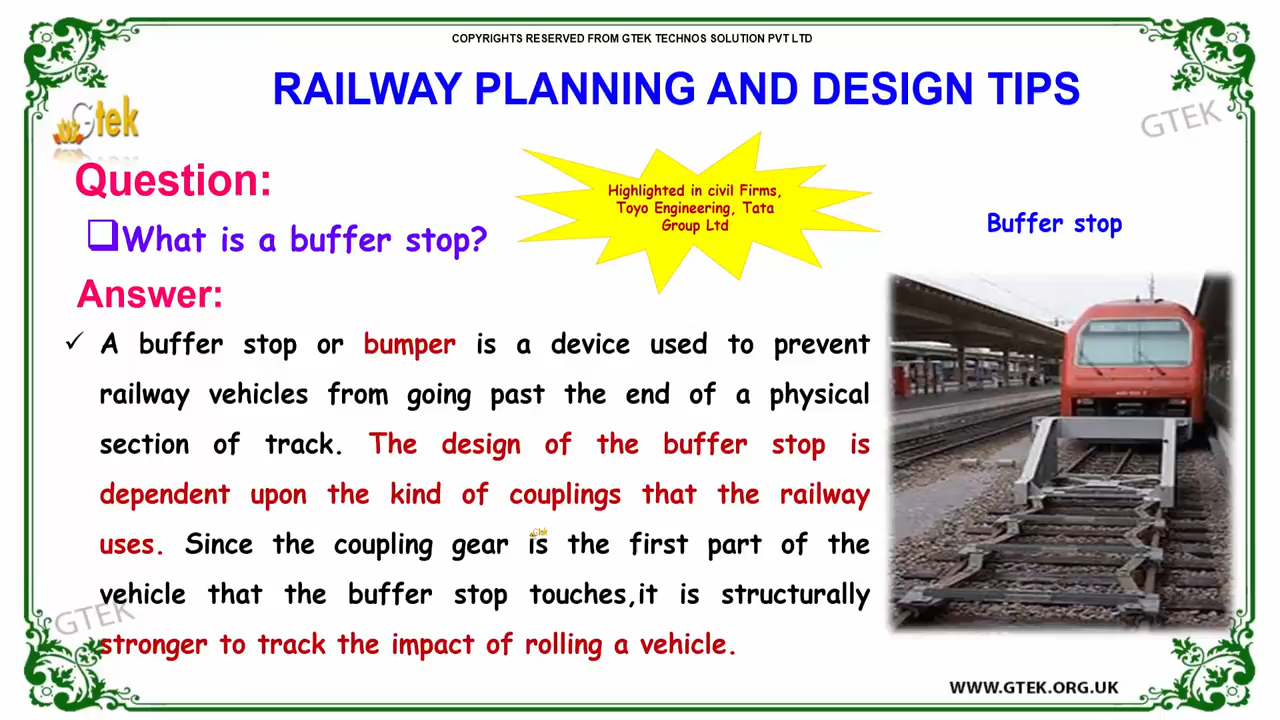 COPYRIGHTS RESERVED FROM GTEK TECHNOS SOLUTION PVT LTD
RAILWAY PLANNING AND DESIGN TIPS
Gtek
GTEK
Question:
What is a buffer stop?
Highlighted in civil Firms,
Toyo Engineering, Tata
Group Ltd
Buffer stop
Answer:
✓ A buffer stop or bumper is a device used to prevent
railway vehicles from going past the end of a physical
section of track. The design of the buffer stop is
dependent upon the kind of couplings that the railway
uses. Since the coupling gear is the first part of the
vehicle that the buffer stop touches,it is structurally
stronger to track the impact of rolling a vehicle.
Gtek
GTEK
WWW.GTEK.ORG.UK